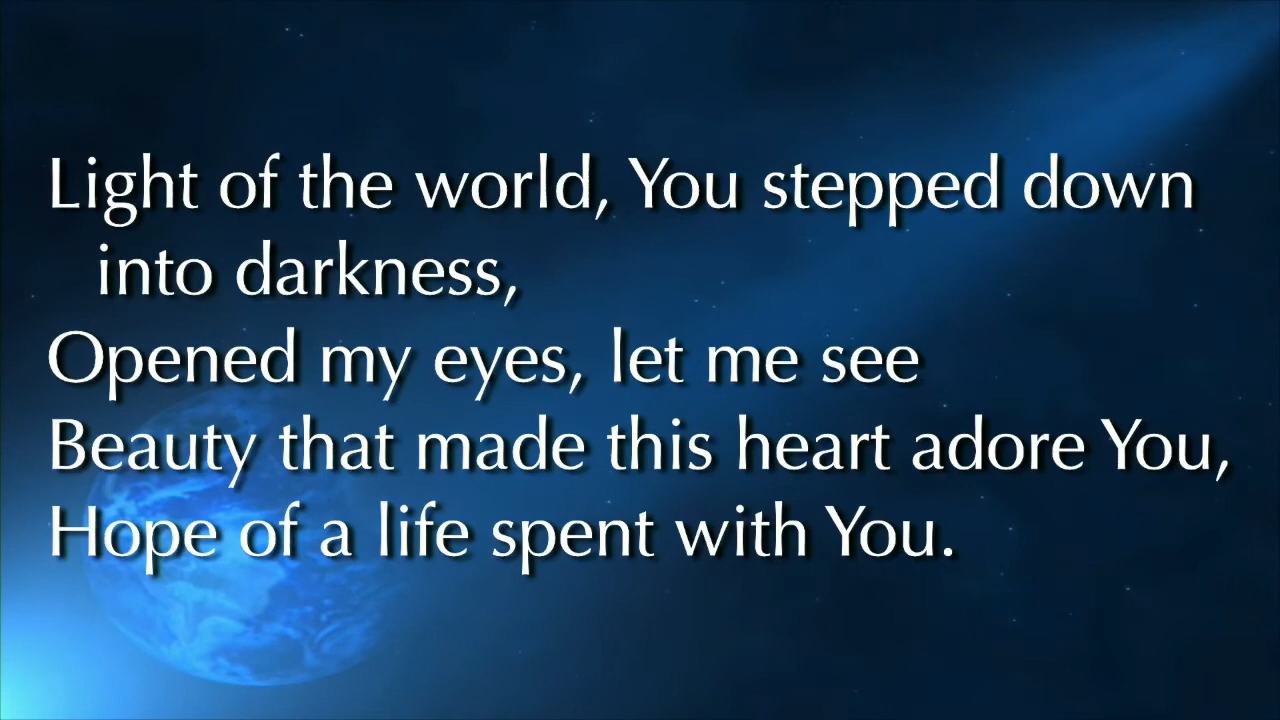 Light of the world, You stepped down
into darkness,
Opened my eyes, let me see
Beauty that made this heart adore You,
Hope of a life spent with You.